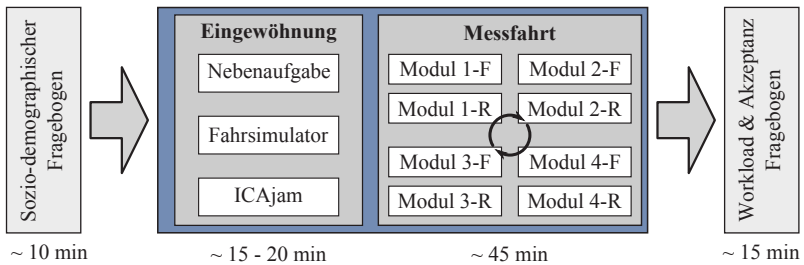 Sozio-demographischer
Fragebogen
Eingewöhnung
Nebenaufgabe
Fahrsimulator
ICAjam
Messfahrt
Modul 1-F
Modul 2-F
Modul 1-R
Modul 2-R
Modul 3-F
Modul 4-F
Modul 3-R
Modul 4-R
Workload & Akzeptanz
Fragebogen
~ 10 min
~ 15 - 20 min
~ 45 min
~ 15 min